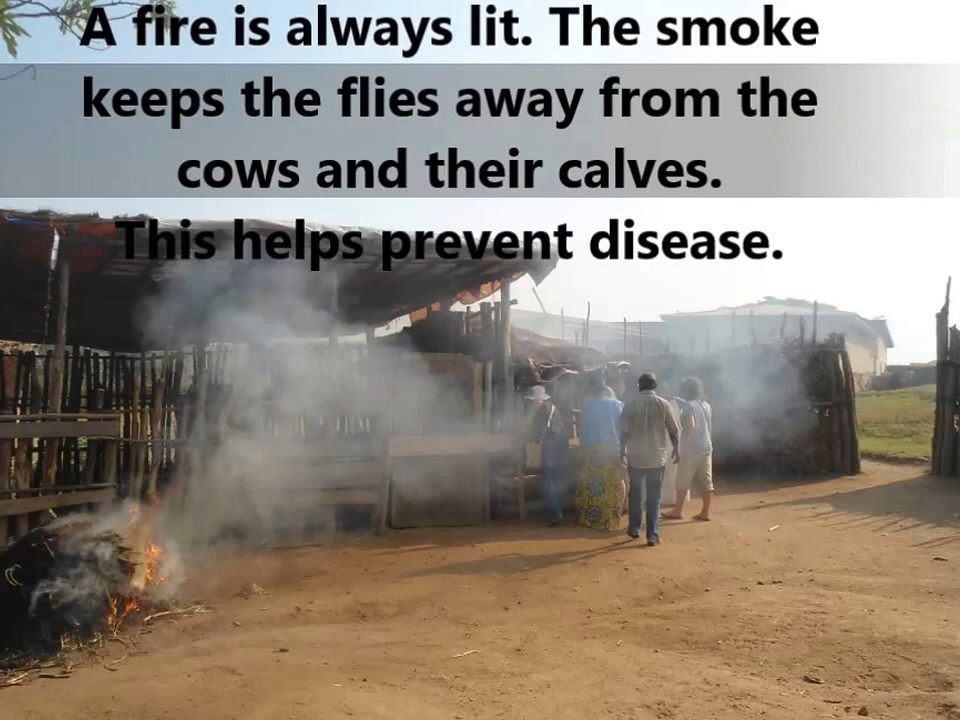 A fire is always lit. The smoke
keeps the flies away from the
cows and their calves.
This helps prevent disease.